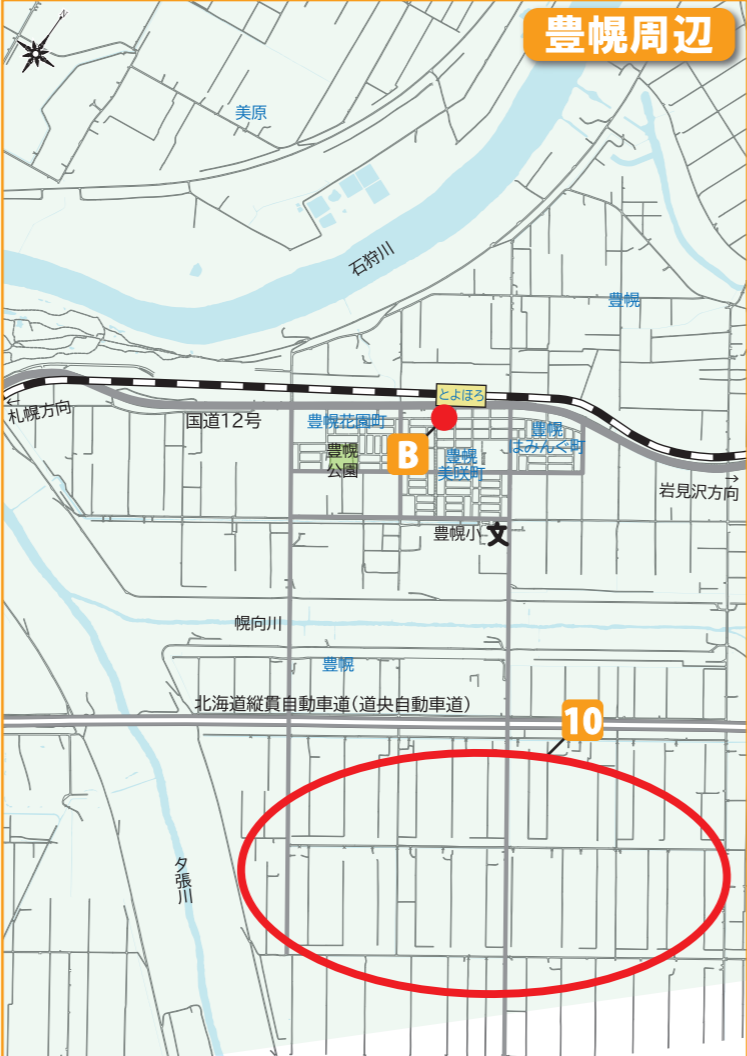 豊幌周辺
美原
石狩川
豊幌
とよほろ
←
札幌方向
国道12号
豊幌花園町
豊幌
はみんぐ町
B
豊幌
公園
豊幌
美咲町
→
岩見沢方向
豊幌小
文
幌向川
豊幌
北海道縦貫自動車道(道央自動車道)
10
夕張川